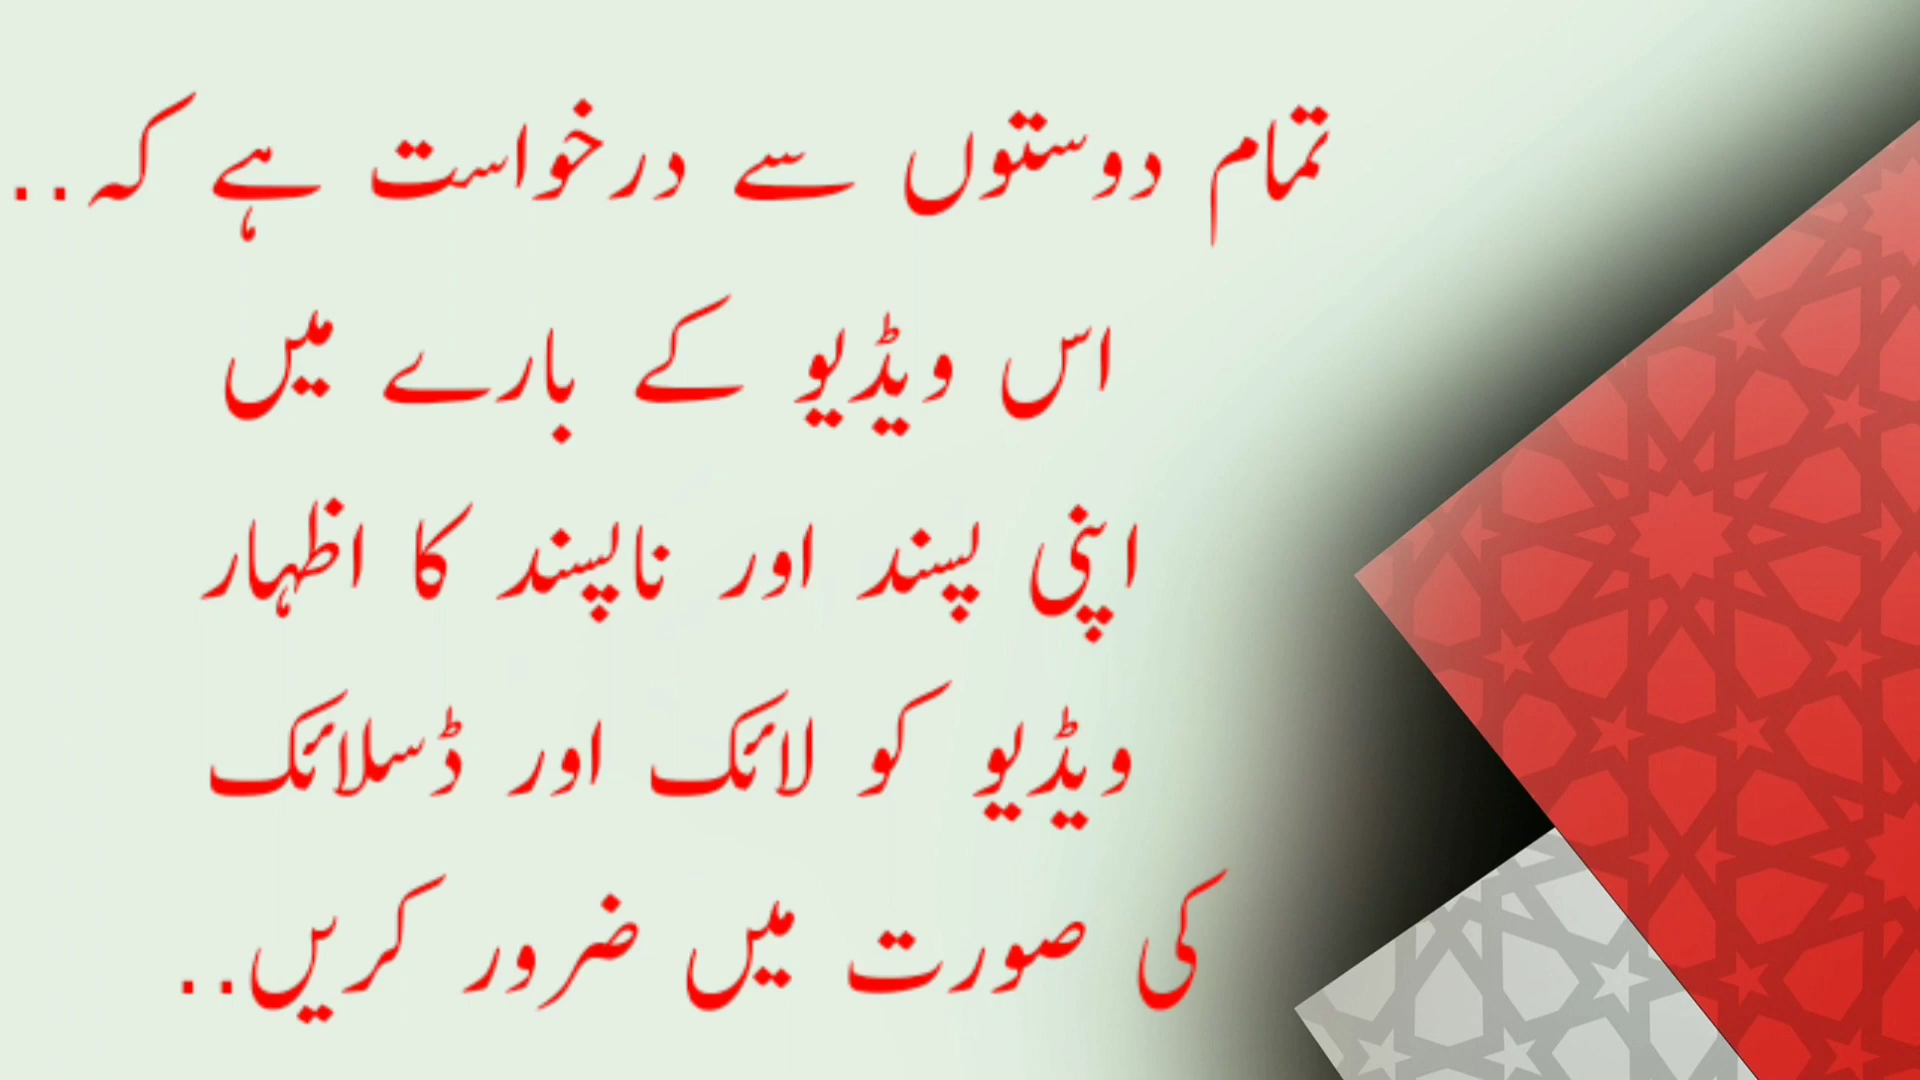 تمام دوستوں سے درخواست ہے کہ..
اس ویڈیو کے بارے میں
اپنی پسند اور ناپسند کا اظہار
ویڈیو کو لائک اور ڈسلائک
کی صورت میں ضرور کریں..